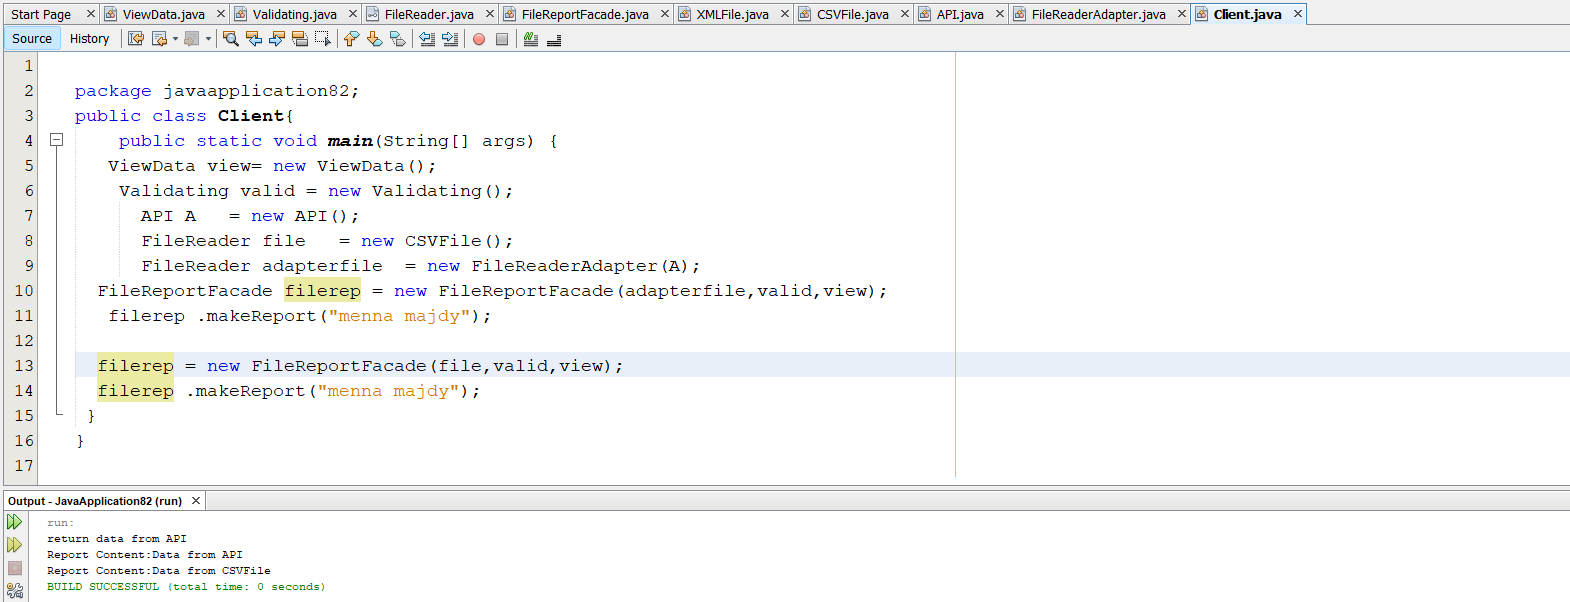 Start Page ViewData.java Validating.java FileReader.java FileReportFacade.java XMLFile.java CSVFile.java API.java FileReaderAdapter.java Client.java
Source History
1
2 package javaapplication82;
3 public class Client{
4 public static void main(String[] args) {
5 ViewData view= new ViewData();
6 Validating valid = new Validating();
7 API A   = new API();
8 FileReader file   = new CSVFile();
9 FileReader adapterfile  = new FileReaderAdapter(A);
10 FileReportFacade filerep = new FileReportFacade(adapterfile,valid,view);
11 filerep .makeReport("menna majdy");
12
13 filerep = new FileReportFacade(file,valid,view);
14 filerep .makeReport("menna majdy");
15 }
16 }
17
Output - JavaApplication82 (run)
run:
return data from API
Report Content:Data from API
Report Content:Data from CSVFile
BUILD SUCCESSFUL (total time: 0 seconds)